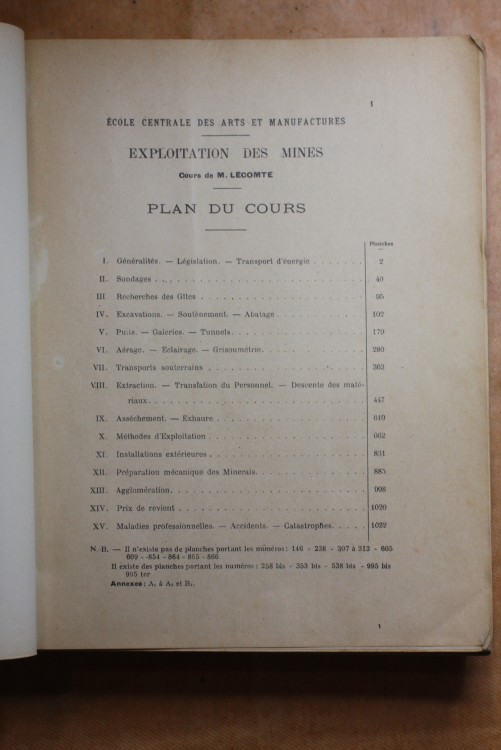 1
ÉCOLE CENTRALE DES ARTS ET MANUFACTURES
EXPLOITATION DES MINES
Cours de M. LECOMTE
PLAN DU COURS
Planches
I. Généralités. — Législation. — Transport d'énergie . . . . . . . 2
II. Sondages . . . . . . . . . . . . . . . . . . . . 40
III. Recherches des Gîtes . . . . . . . . . . . . . . . . 95
IV. Excavations. — Soutènement. — Abatage . . . . . . . . . . 102
V. Puits. — Galeries. — Tunnels. . . . . . . . . . . . . . 179
VI. Aérage. — Eclairage. — Grisoumétrie. . . . . . . . . . . 280
VII. Transports souterrains . . . . . . . . . . . . . . . 363
VIII. Extraction. — Translation du Personnel. — Descente des maté-
riaux. . . . . . . . . . . . . . . . . . . . . 447
IX. Assèchement. — Exhaure . . . . . . . . . . . . . . . 610
X. Méthodes d'Exploitation . . . . . . . . . . . . . . . 662
XI. Installations extérieures . . . . . . . . . . . . . . . 831
XII. Préparation mécanique des Minerais. . . . . . . . . . . . 885
XIII. Agglomération. . . . . . . . . . . . . . . . . . . 998
XIV. Prix de revient . . . . . . . . . . . . . . . . . . 1020
XV. Maladies professionnelles. — Accidents. — Catastrophes. . . . . 1022
N. B. — Il n'existe pas de planches portant les numéros : 146 - 238 - 307 à 313 - 605
609 - 854 - 864 - 865 - 866
Il existe des planches portant les numéros : 258 bis - 353 bis - 538 bis - 995 bis
995 ter
Annexes : A₁ à A₅ et B₁.
1